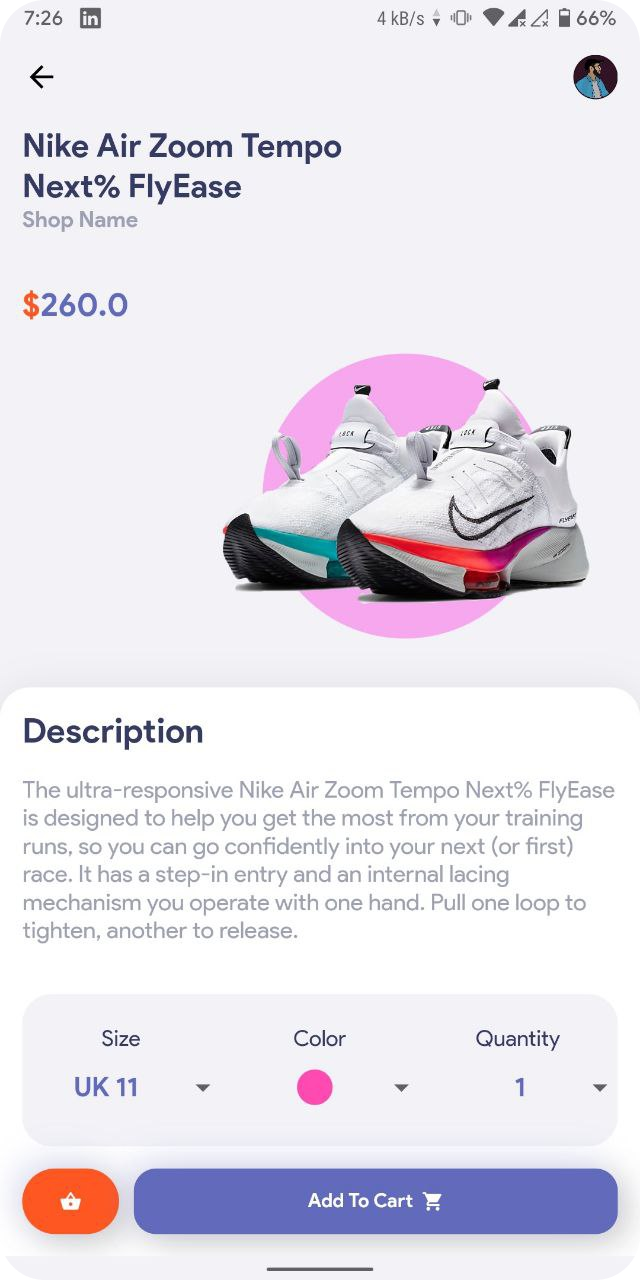 7:26
4 kB/s
66%
Nike Air Zoom Tempo
Next% FlyEase
Shop Name
$260.0
LOCK
LOCK
Description
The ultra-responsive Nike Air Zoom Tempo Next% FlyEase
is designed to help you get the most from your training
runs, so you can go confidently into your next (or first)
race. It has a step-in entry and an internal lacing
mechanism you operate with one hand. Pull one loop to
tighten, another to release.
Size
Color
Quantity
UK 11
1
Add To Cart